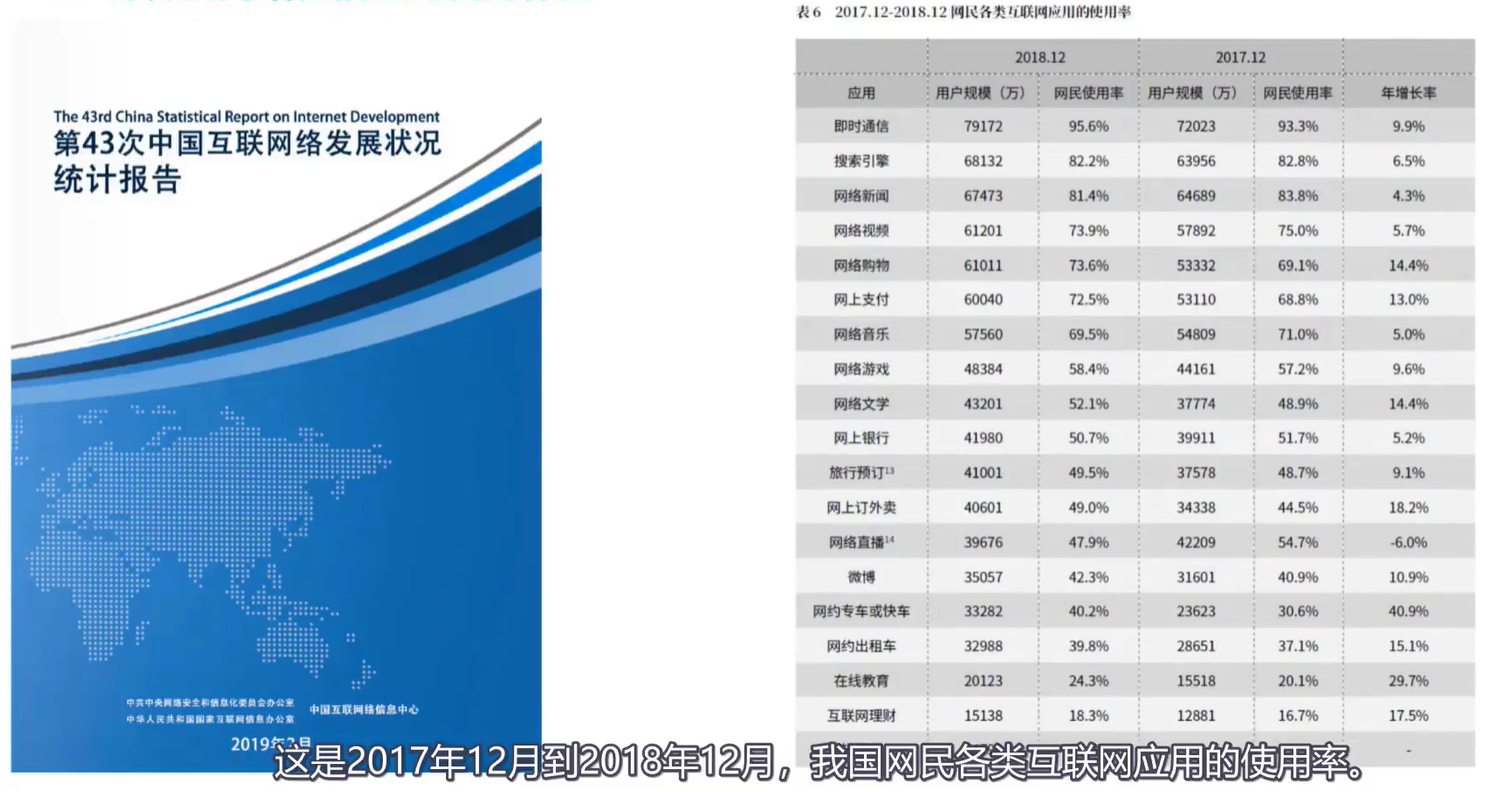 The 43rd China Statistical Report on Internet Development
第43次中国互联网络发展状况
统计报告
中共中央网络安全和信息化委员会办公室
中华人民共和国国家互联网信息办公室
中国互联网络信息中心
2019年2月
表6 2017.12-2018.12 网民各类互联网应用的使用率
2018.12 2017.12
应用 用户规模（万） 网民使用率 用户规模（万） 网民使用率 年增长率
即时通信 79172 95.6% 72023 93.3% 9.9%
搜索引擎 68132 82.2% 63956 82.8% 6.5%
网络新闻 67473 81.4% 64689 83.8% 4.3%
网络视频 61201 73.9% 57892 75.0% 5.7%
网络购物 61011 73.6% 53332 69.1% 14.4%
网上支付 60040 72.5% 53110 68.8% 13.0%
网络音乐 57560 69.5% 54809 71.0% 5.0%
网络游戏 48384 58.4% 44161 57.2% 9.6%
网络文学 43201 52.1% 37774 48.9% 14.4%
网上银行 41980 50.7% 39911 51.7% 5.2%
旅行预订13 41001 49.5% 37578 48.7% 9.1%
网上订外卖 40601 49.0% 34338 44.5% 18.2%
网络直播14 39676 47.9% 42209 54.7% -6.0%
微博 35057 42.3% 31601 40.9% 10.9%
网约专车或快车 33282 40.2% 23623 30.6% 40.9%
网约出租车 32988 39.8% 28651 37.1% 15.1%
在线教育 20123 24.3% 15518 20.1% 29.7%
互联网理财 15138 18.3% 12881 16.7% 17.5%
-
这是2017年12月到2018年12月，我国网民各类互联网应用的使用率。